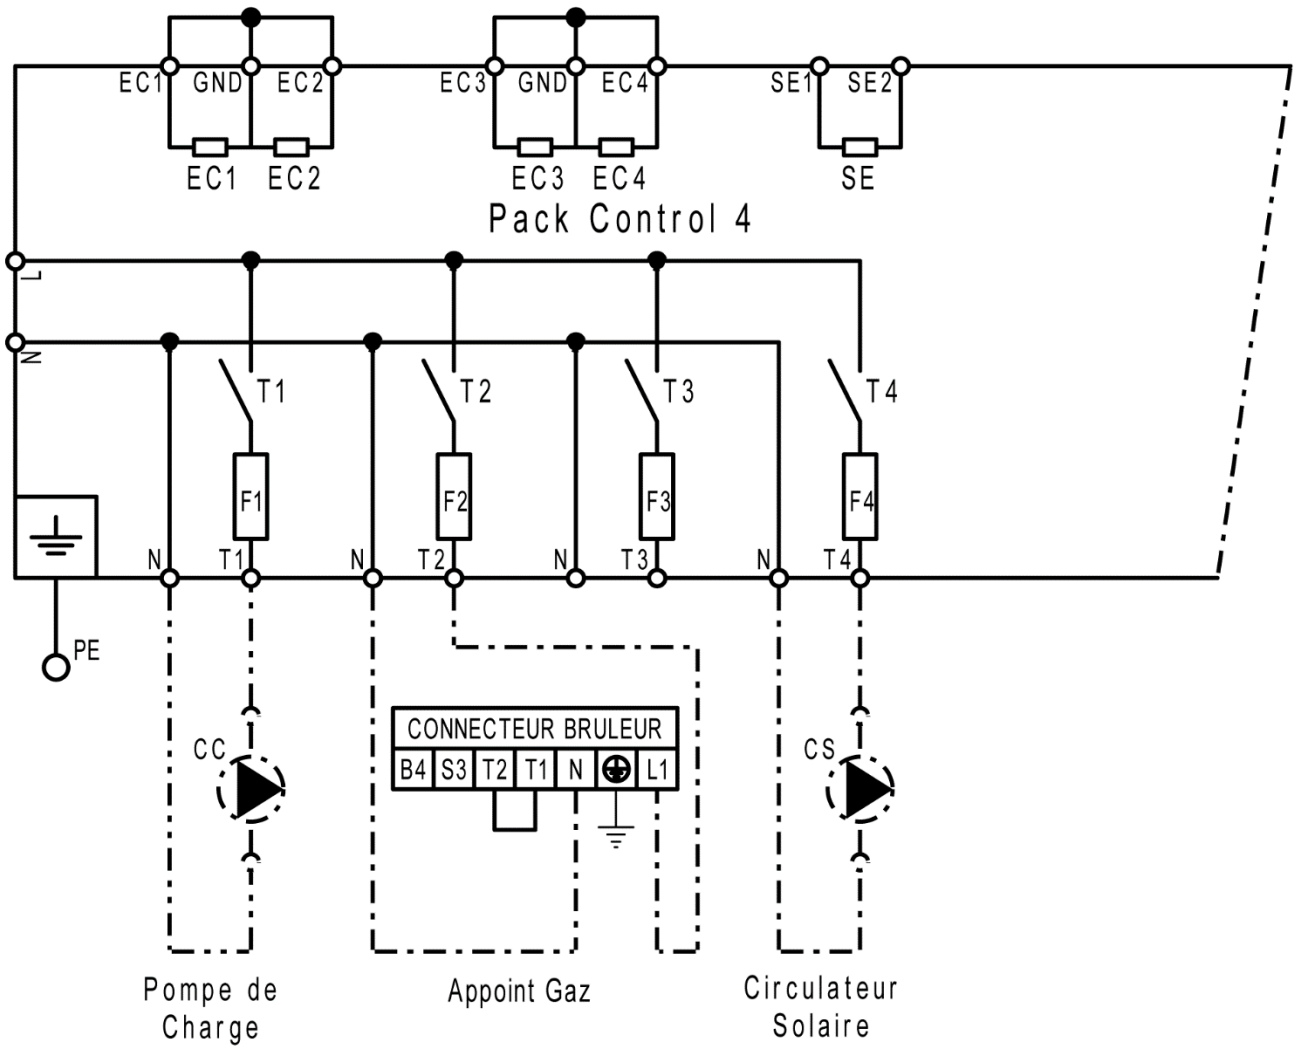 EC1 GND EC2 EC3 GND EC4 SE1 SE2
EC1 EC2 EC3 EC4 SE
Pack Control 4
L
N
T1 T2 T3 T4
F1 F2 F3 F4
N T1 N T2 N T3 N T4
PE
CONNECTEUR BRULEUR
CC CS
B4 S3 T2 T1 N L1
Pompe de
Charge
Appoint Gaz
Circulateur
Solaire